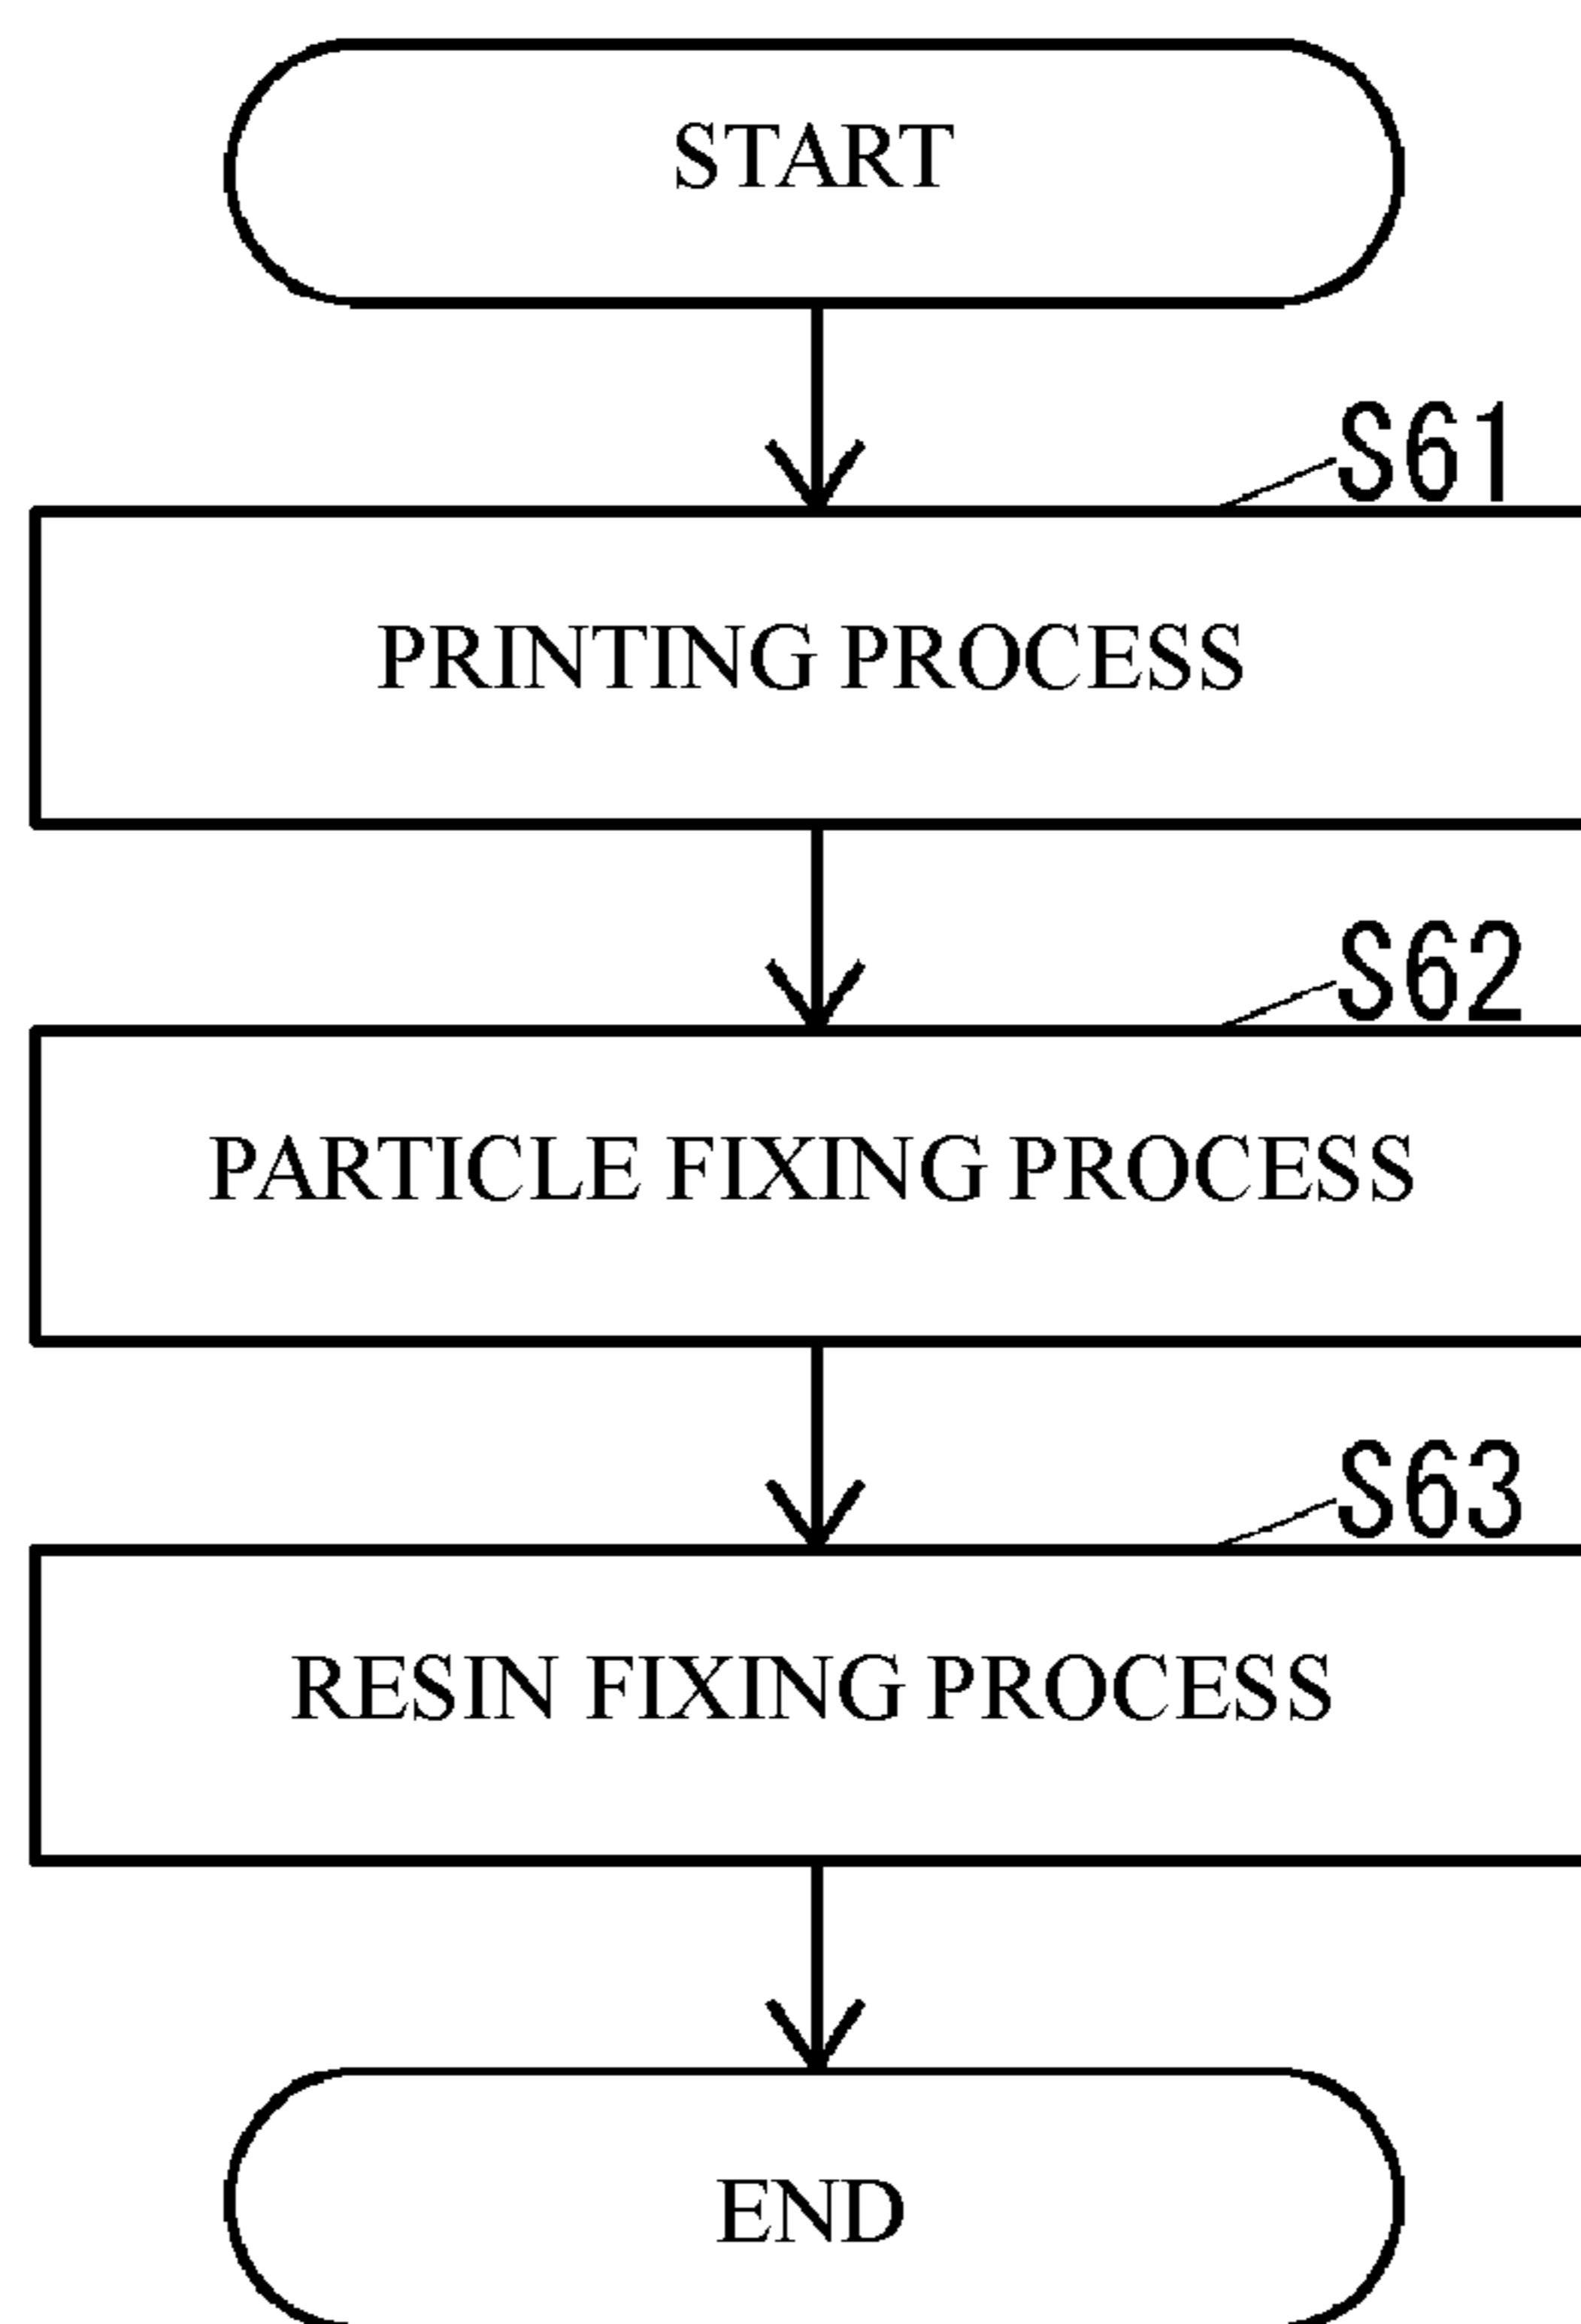 START
S61
PRINTING PROCESS
S62
PARTICLE FIXING PROCESS
S63
RESIN FIXING PROCESS
END